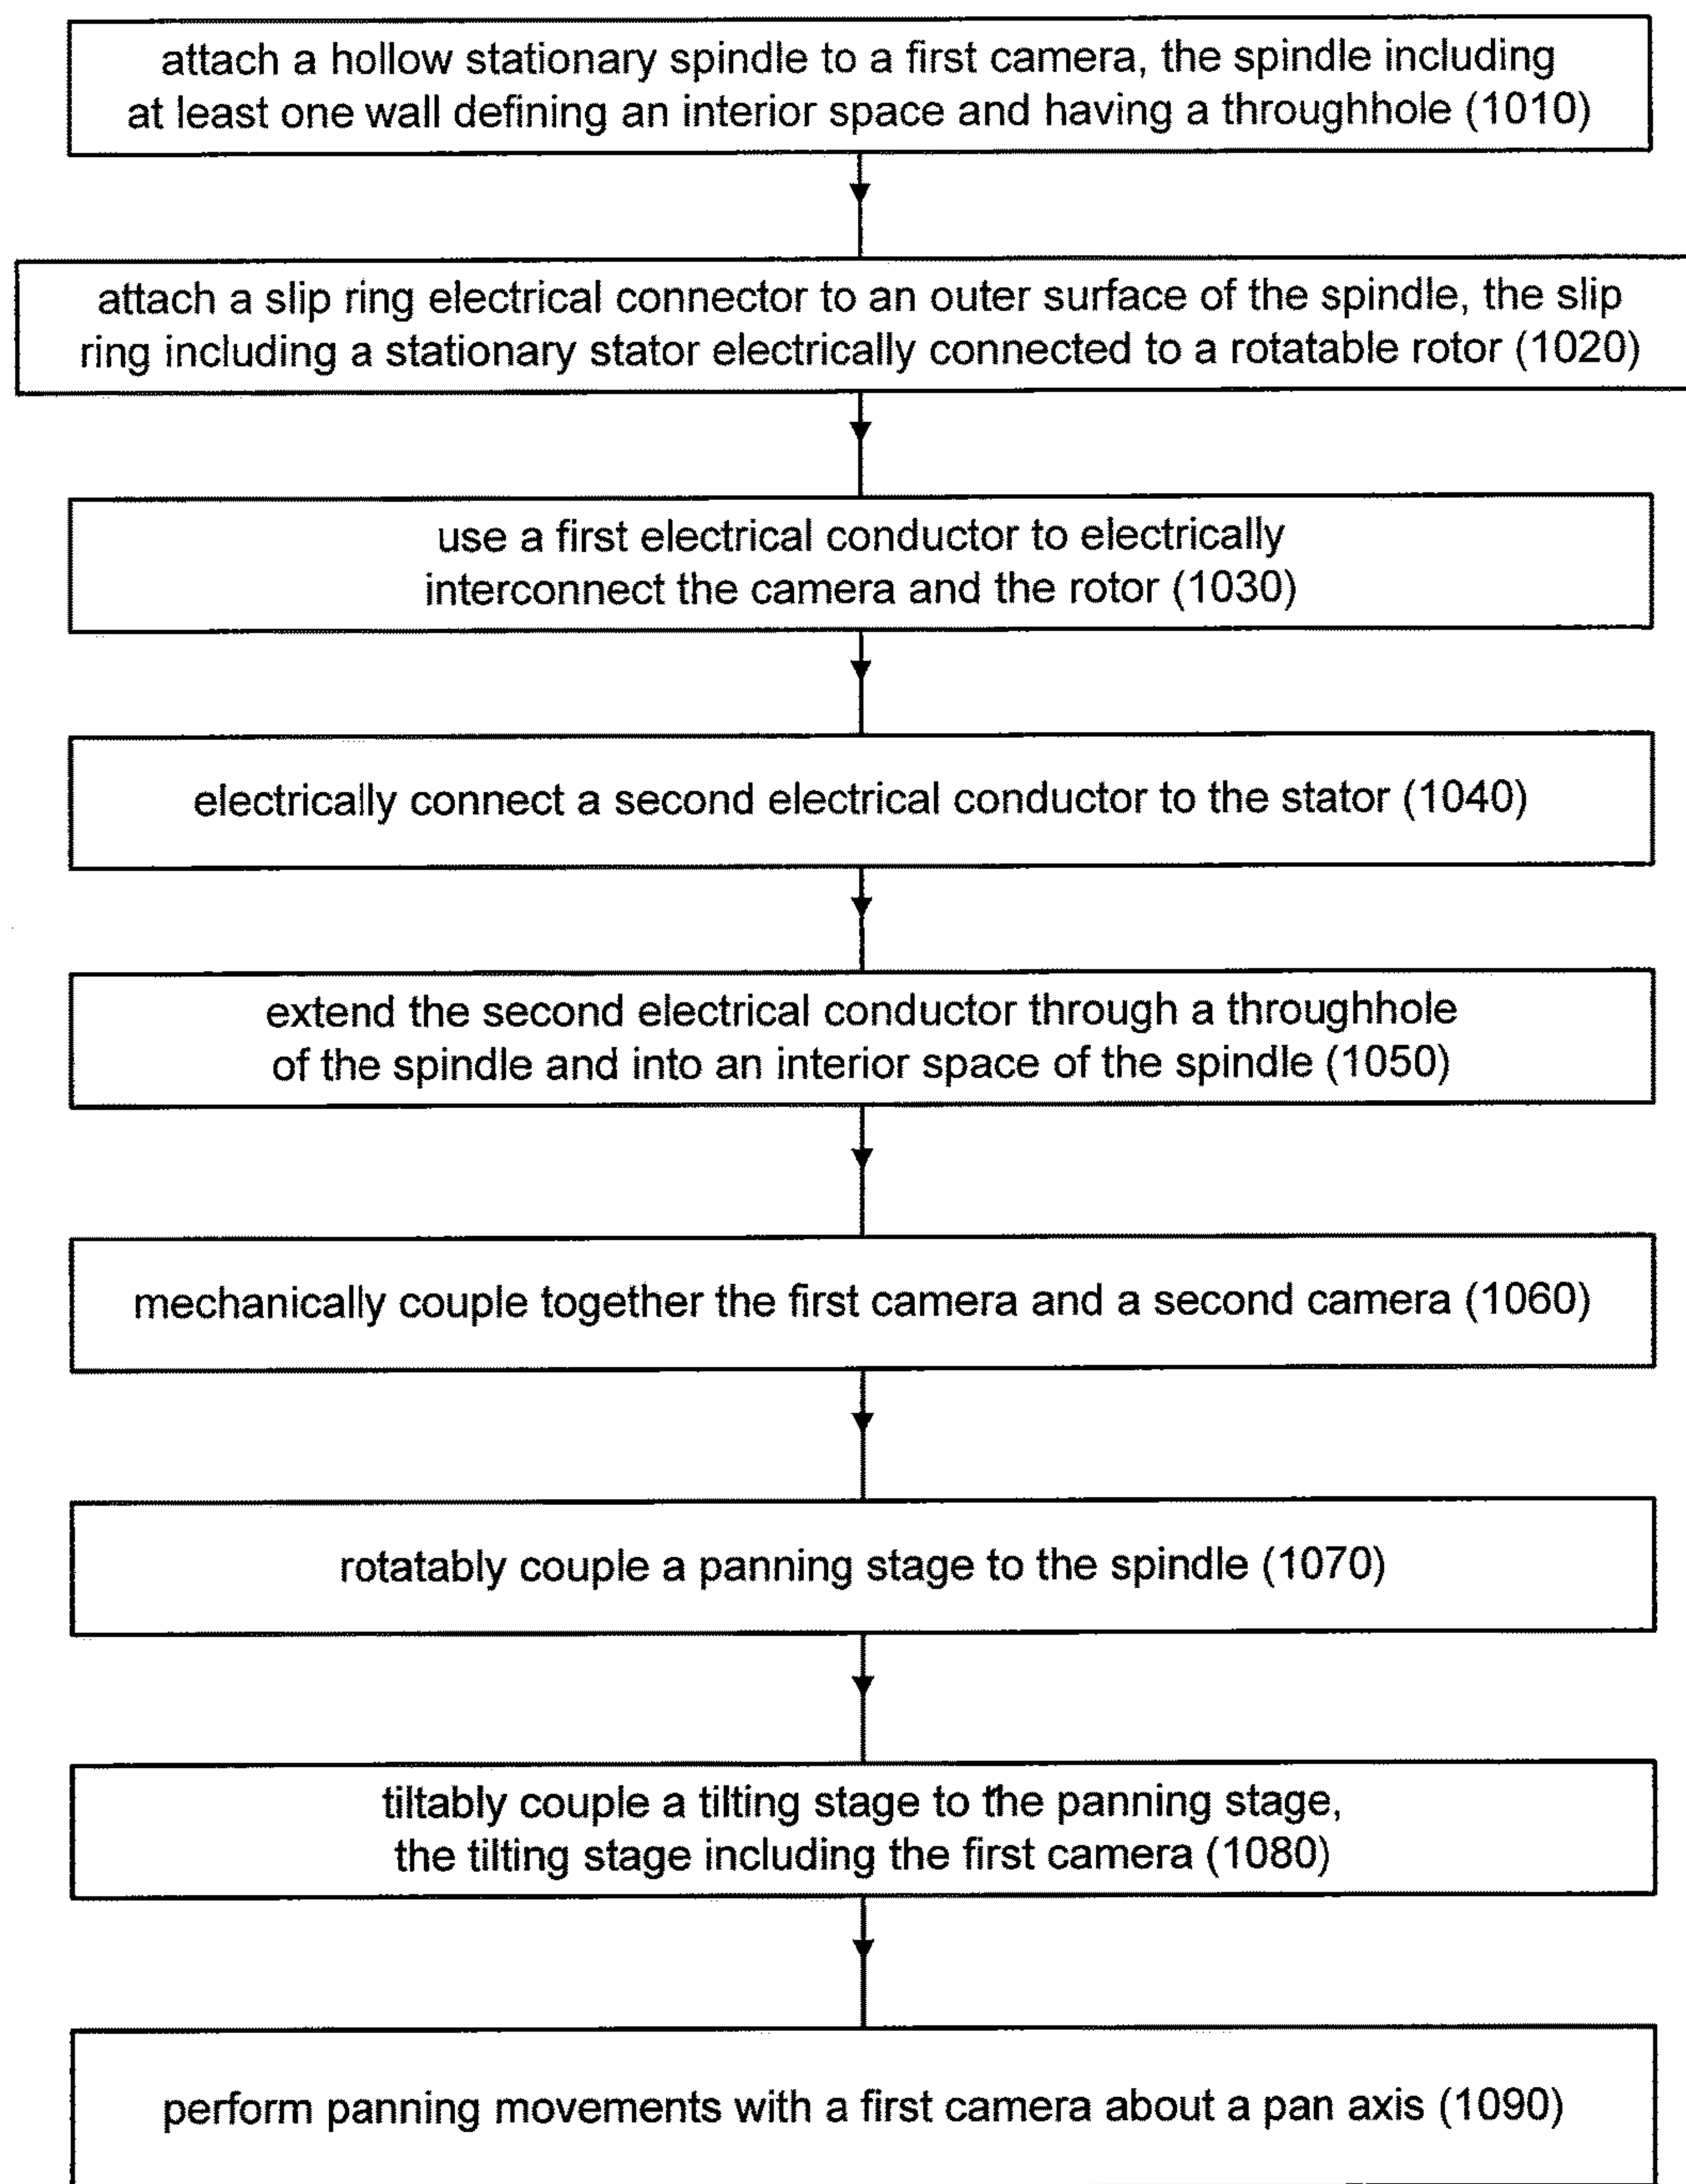 attach a hollow stationary spindle to a first camera, the spindle including
at least one wall defining an interior space and having a throughhole (1010)
attach a slip ring electrical connector to an outer surface of the spindle, the slip
ring including a stationary stator electrically connected to a rotatable rotor (1020)
use a first electrical conductor to electrically
interconnect the camera and the rotor (1030)
electrically connect a second electrical conductor to the stator (1040)
extend the second electrical conductor through a throughhole
of the spindle and into an interior space of the spindle (1050)
mechanically couple together the first camera and a second camera (1060)
rotatably couple a panning stage to the spindle (1070)
tiltably couple a tilting stage to the panning stage,
the tilting stage including the first camera (1080)
perform panning movements with a first camera about a pan axis (1090)